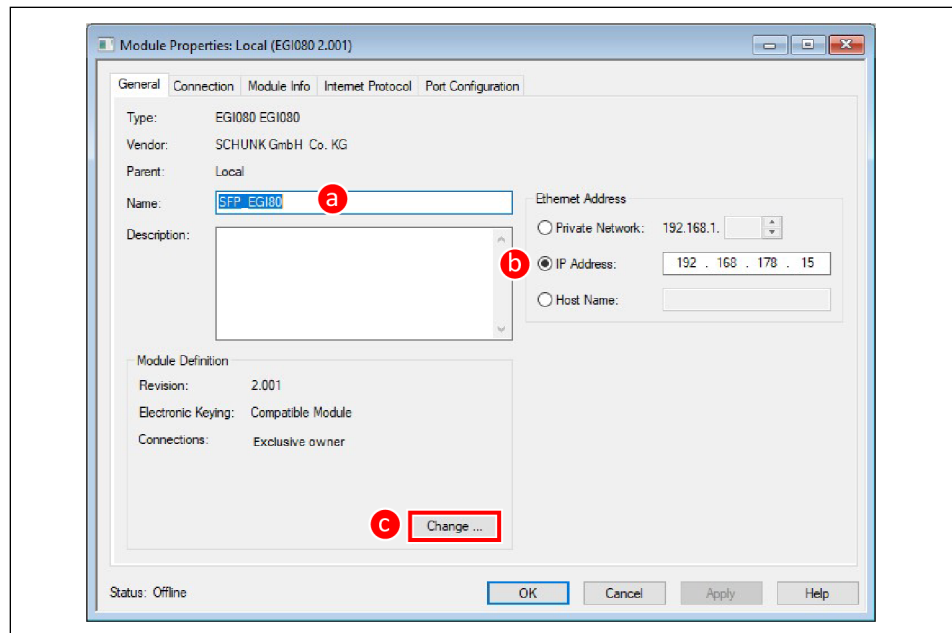 Module Properties: Local (EGI080 2.001)
General Connection Module Info Internet Protocol Port Configuration
Type: EGI080 EGI080
Vendor: SCHUNK GmbH Co. KG
Parent: Local
Name: SFP_EGI80 a
Description:
Ethernet Address
Private Network: 192.168.1.
b IP Address: 192 . 168 . 178 . 15
Host Name:
Module Definition
Revision: 2.001
Electronic Keying: Compatible Module
Connections: Exclusive owner
c Change ...
Status: Offline OK Cancel Apply Help